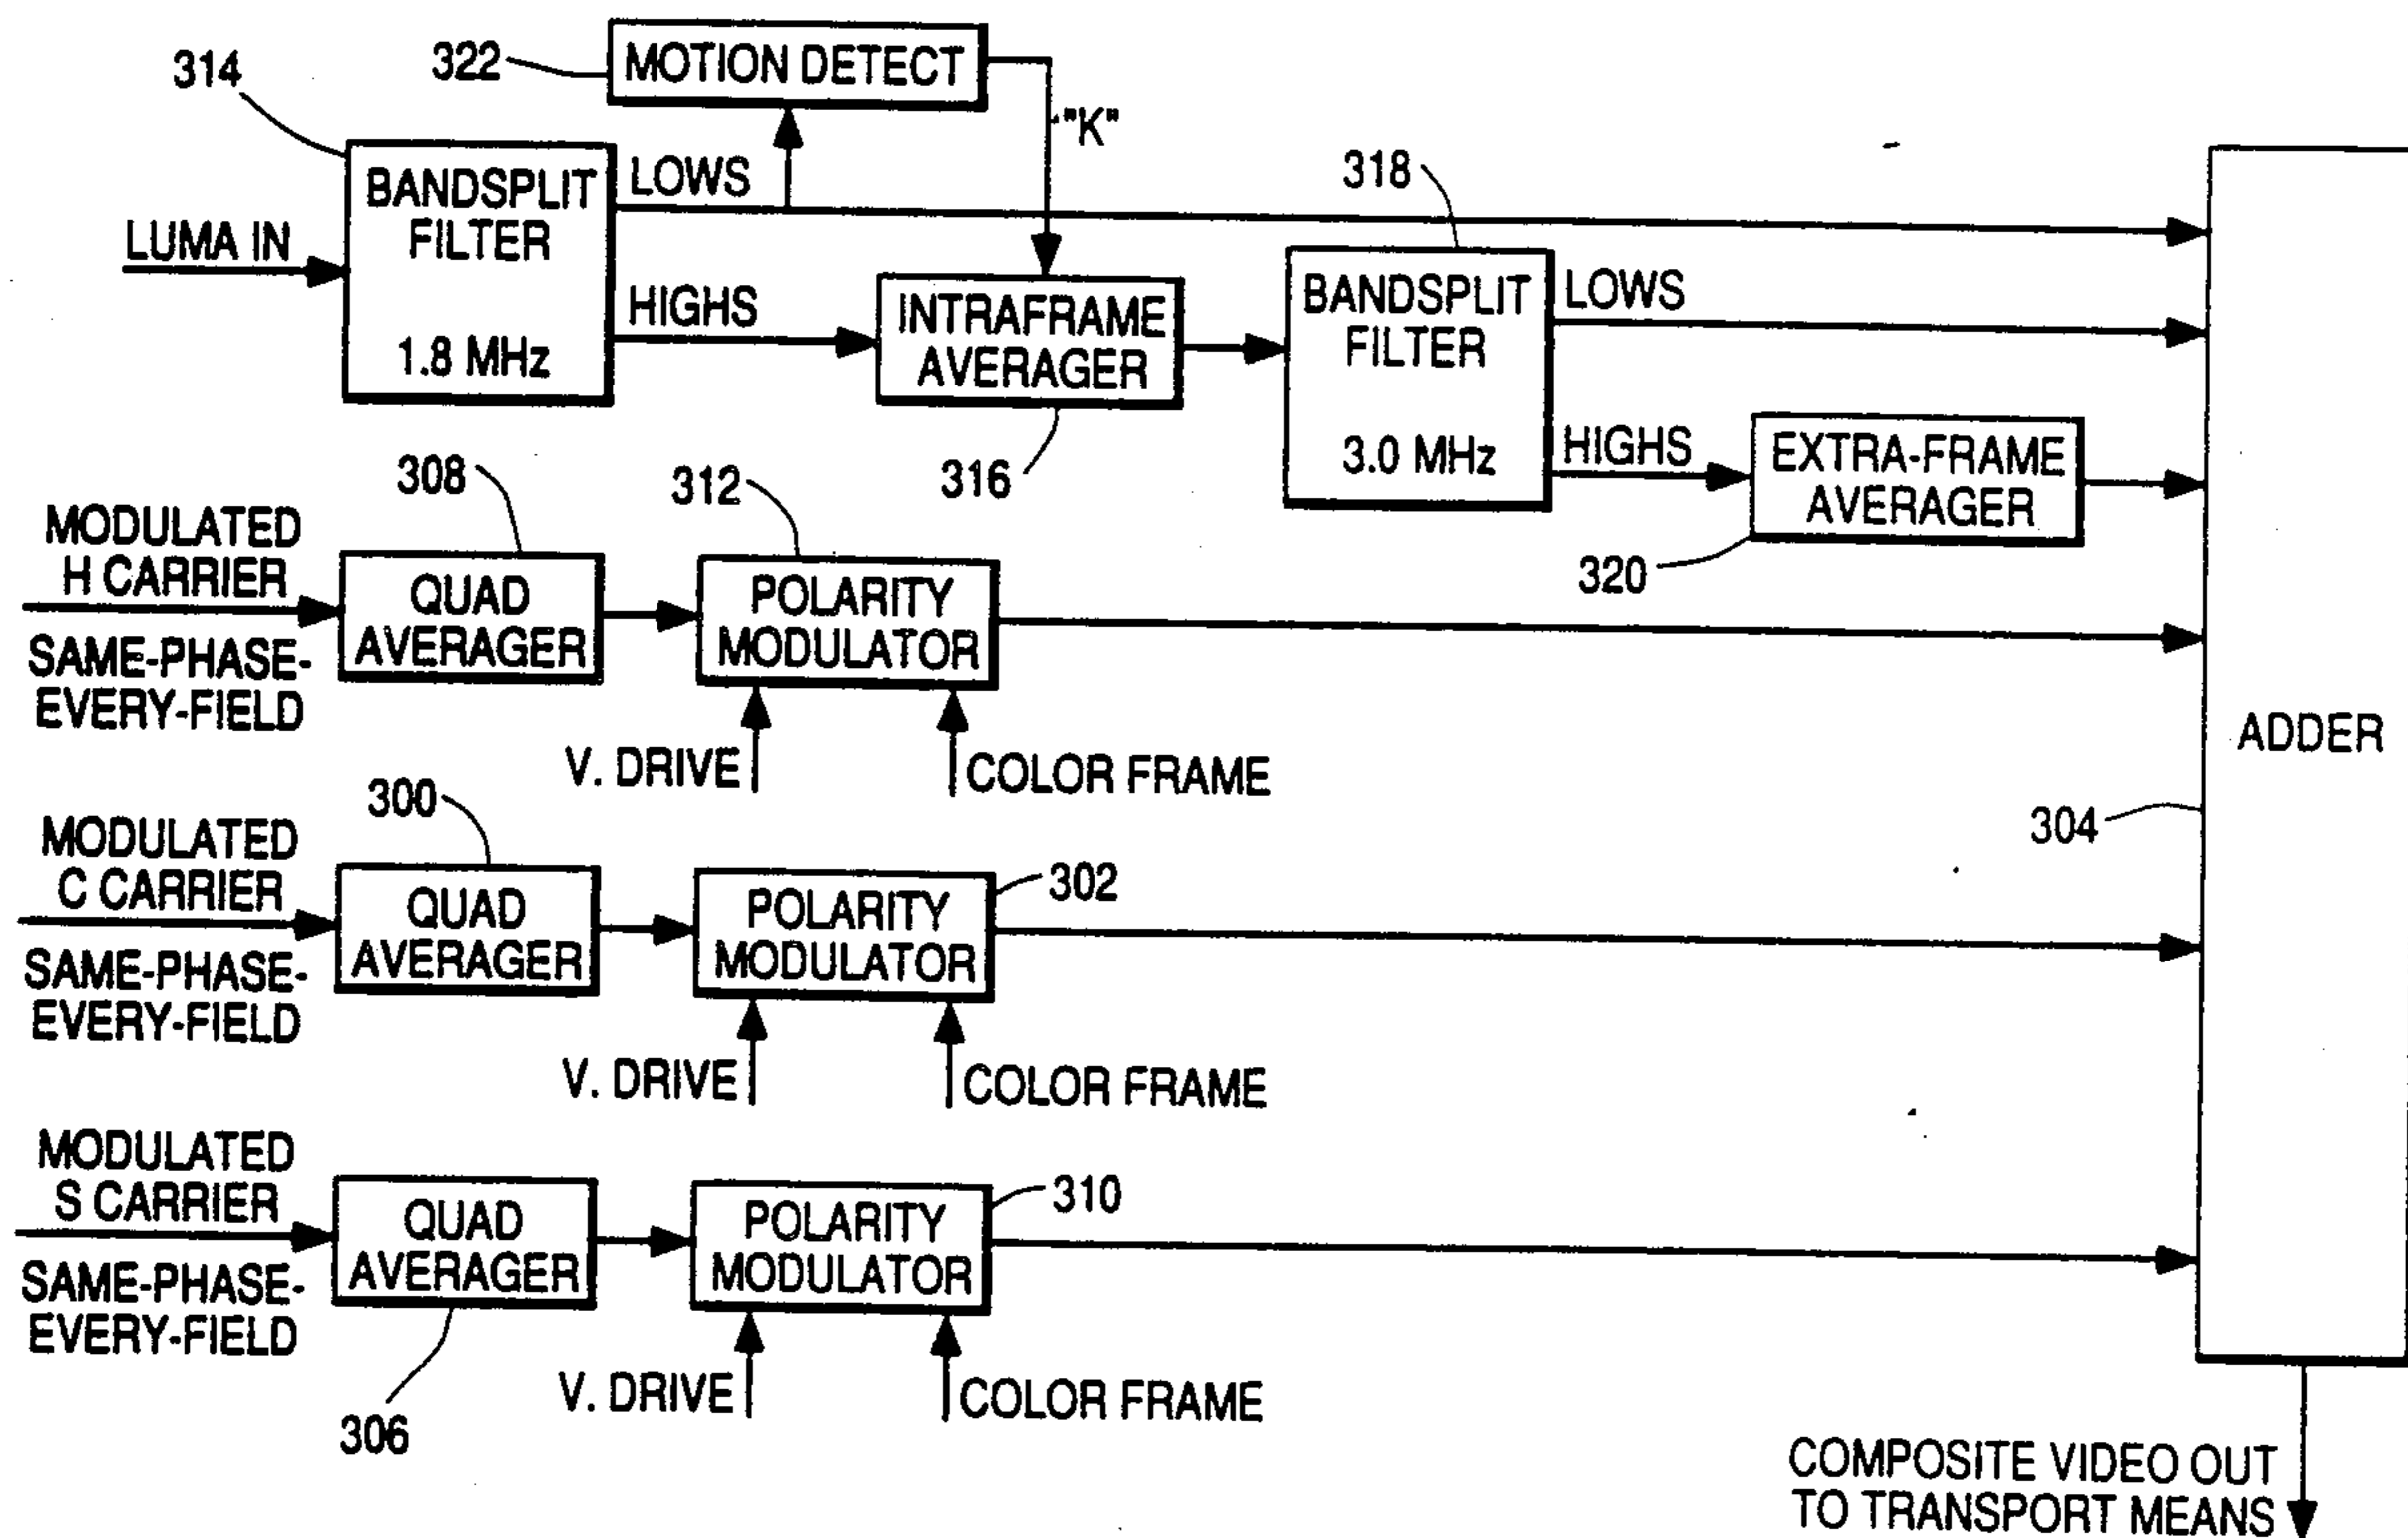 314
322
MOTION DETECT
"K"
BANDSPLIT
FILTER
1.8 MHz
LUMA IN
LOWS
HIGHS
INTRAFRAME
AVERAGER
316
318
BANDSPLIT
FILTER
3.0 MHz
LOWS
HIGHS
EXTRA-FRAME
AVERAGER
320
MODULATED
H CARRIER
SAME-PHASE-
EVERY-FIELD
308
QUAD
AVERAGER
312
POLARITY
MODULATOR
V. DRIVE
COLOR FRAME
ADDER
304
MODULATED
C CARRIER
SAME-PHASE-
EVERY-FIELD
300
QUAD
AVERAGER
302
POLARITY
MODULATOR
V. DRIVE
COLOR FRAME
MODULATED
S CARRIER
SAME-PHASE-
EVERY-FIELD
QUAD
AVERAGER
306
310
POLARITY
MODULATOR
V. DRIVE
COLOR FRAME
COMPOSITE VIDEO OUT
TO TRANSPORT MEANS